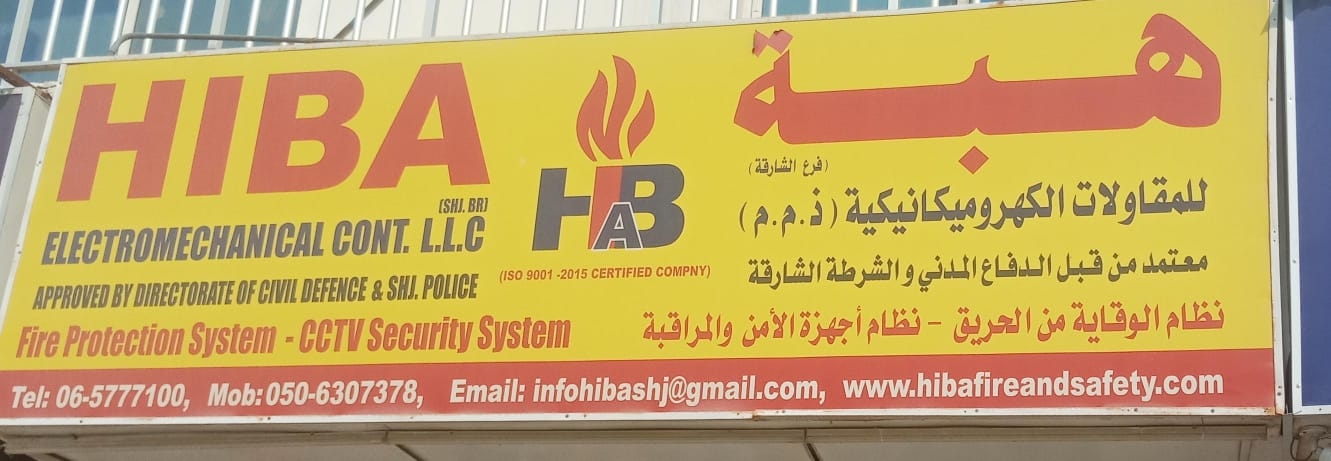 HIBA
(SHJ. BR)
ELECTROMECHANICAL CONT. L.L.C
APPROVED BY DIRECTORATE OF CIVIL DEFENCE & SHJ. POLICE
Fire Protection System - CCTV Security System
HIAB
(ISO 9001 -2015 CERTIFIED COMPNY)
هبة
(فرع الشارقة)
للمقاولات الكهروميكانيكية (ذ.م.م)
معتمد من قبل الدفاع المدني و الشرطة الشارقة
نظام الوقاية من الحريق - نظام أجهزة الأمن والمراقبة
Tel: 06-5777100, Mob: 050-6307378, Email: infohibashj@gmail.com, www.hibafireandsafety.com